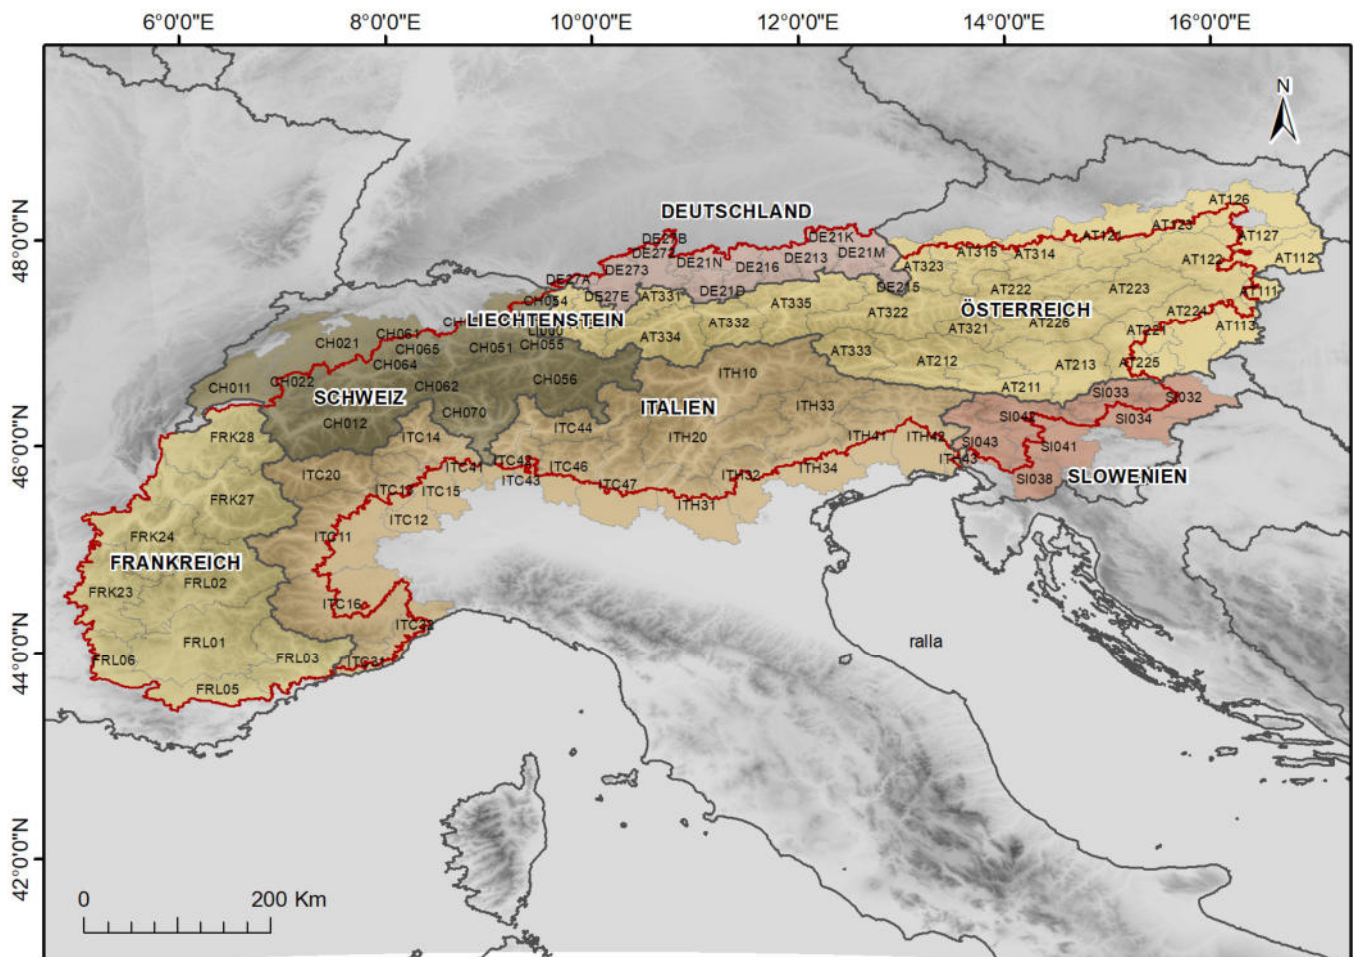 6°0'0"E 8°0'0"E 10°0'0"E 12°0'0"E 14°0'0"E 16°0'0"E
N
48°0'0"N
46°0'0"N
44°0'0"N
42°0'0"N
DEUTSCHLAND
AT126
DE27B DE21K AT121 AT123 AT127
DE21N DE21M AT315 AT314 AT122 AT112
DE273 DE216 DE213 AT323
DE27A DE21D DE215 AT222 AT223 AT111
CH054 DE27E AT331 AT335 AT322 ÖSTERREICH AT224
LIECHTENSTEIN
CH061 CH021 AT334 AT332 AT321 AT226 AT221 AT113
CH065 CH051 CH055
CH064 AT333 AT212 AT213 AT225
CH011 CH022 CH062 CH056 ITH10 AT211
SCHWEIZ ITALIEN SI033 SI032
CH012 CH070 ITH33 SI042 SI034
FRK28 ITC14 ITC44 ITH20 ITH41 ITH42 SI043 SI041
ITC20 ITC41 ITC46 ITH34 ITH43
ITC43 ITC47 ITH32 SI038 SLOWENIEN
FRK27 ITC15 ITH31
ITC12
FRK24 ITC11
FRANKREICH
FRL02
FRK23 ITC16
FRL01 ralla
FRL06 FRL03 ITC31
FRL05
0 200 Km